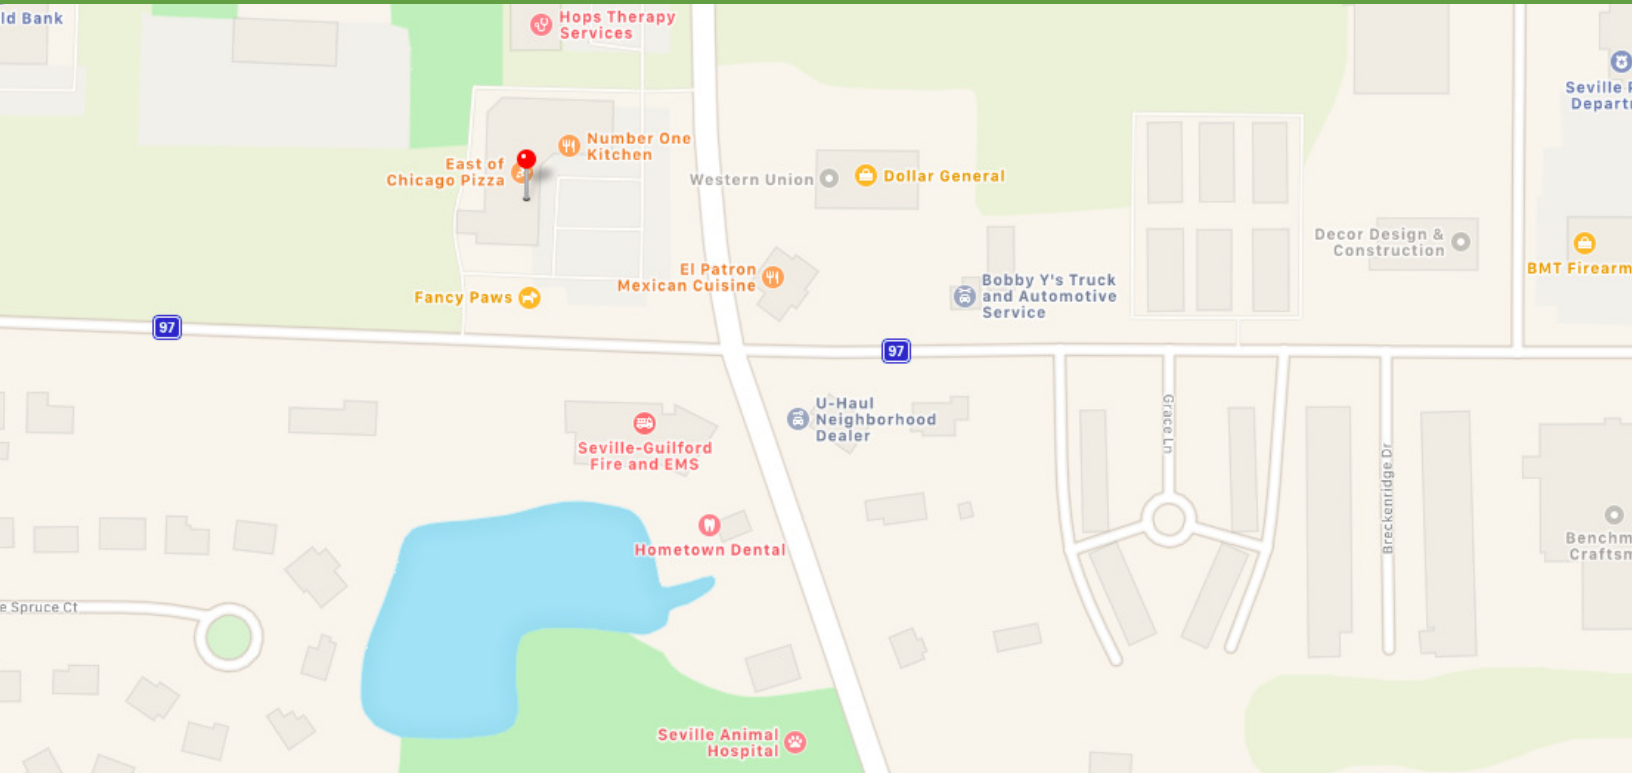 ld Bank
Hops Therapy
Services
Seville
Depart
Number One
Kitchen
East of
Chicago Pizza
Western Union
Dollar General
Decor Design &
Construction
BMT Firearm
El Patron
Mexican Cuisine
Bobby Y's Truck
and Automotive
Service
Fancy Paws
97
97
U-Haul
Neighborhood
Dealer
Grace Ln
Seville-Guilford
Fire and EMS
Breckenridge Dr
Hometown Dental
Benchm
Craftsm
e Spruce Ct
Seville Animal
Hospital